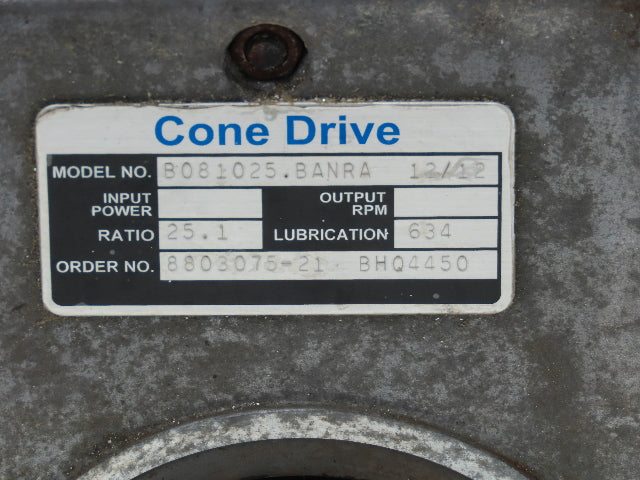 Cone Drive
MODEL NO. B081025.BANRA 12/12
INPUT POWER OUTPUT RPM
RATIO 25.1 LUBRICATION 634
ORDER NO. 8803075-21 BHQ4450